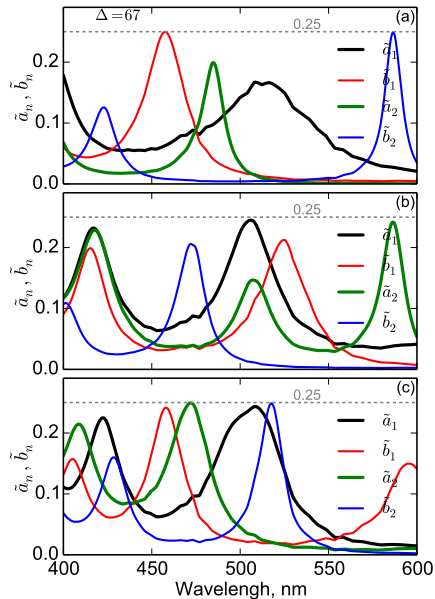 Δ=67
(a)
0.25
ã₁
b̃₁
ã₂
b̃₂
0.2
0.1
0.0
ãₙ, b̃ₙ
(b)
0.25
ã₁
b̃₁
ã₂
b̃₂
0.2
0.1
0.0
ãₙ, b̃ₙ
(c)
0.25
ã₁
b̃₁
ã₂
b̃₂
0.2
0.1
0.0
ãₙ, b̃ₙ
400 450 500 550 600
Wavelengh, nm